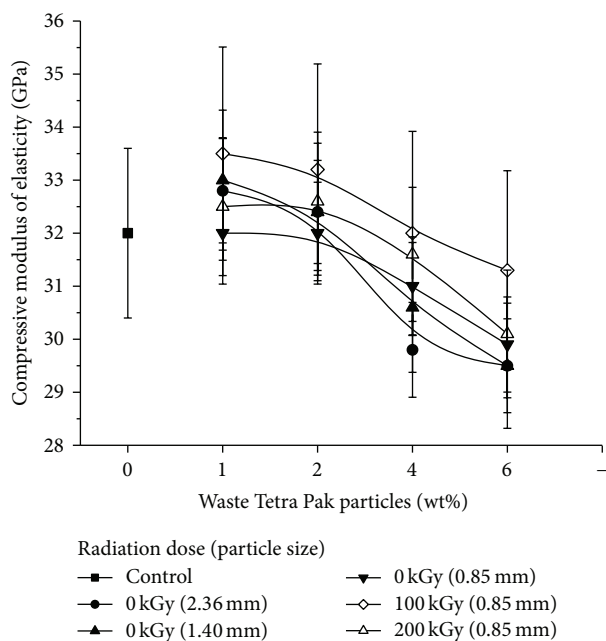 36
35
34
33
32
31
30
29
28
Compressive modulus of elasticity (GPa)
0 1 2 4 6 –
Waste Tetra Pak particles (wt%)
Radiation dose (particle size)
Control
0 kGy (2.36 mm)
0 kGy (1.40 mm)
0 kGy (0.85 mm)
100 kGy (0.85 mm)
200 kGy (0.85 mm)